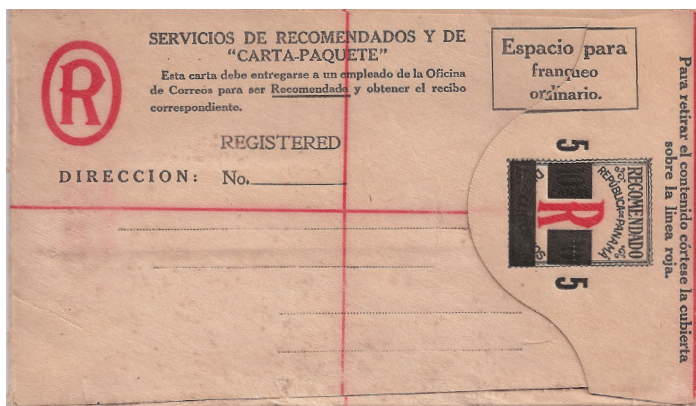 R
SERVICIOS DE RECOMENDADOS Y DE
“CARTA-PAQUETE”
Esta carta debe entregarse a un empleado de la Oficina
de Correos para ser Recomendada y obtener el recibo
correspondiente.
REGISTERED
DIRECCION: No.
Espacio para
franqueo
ordinario.
5
RECOMENDADO
REPUBLICA DE PANAMA
R
5
Para retirar el contenido córtese la cubierta
sobre la linea roja.